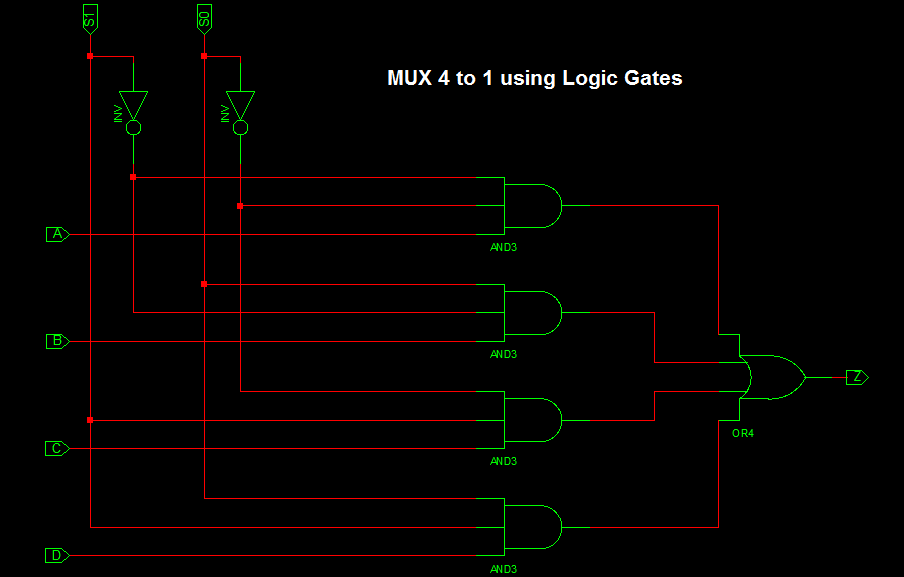 S1
S0
MUX 4 to 1 using Logic Gates
INV
INV
A
AND3
B
AND3
Z
C
OR4
AND3
D
AND3